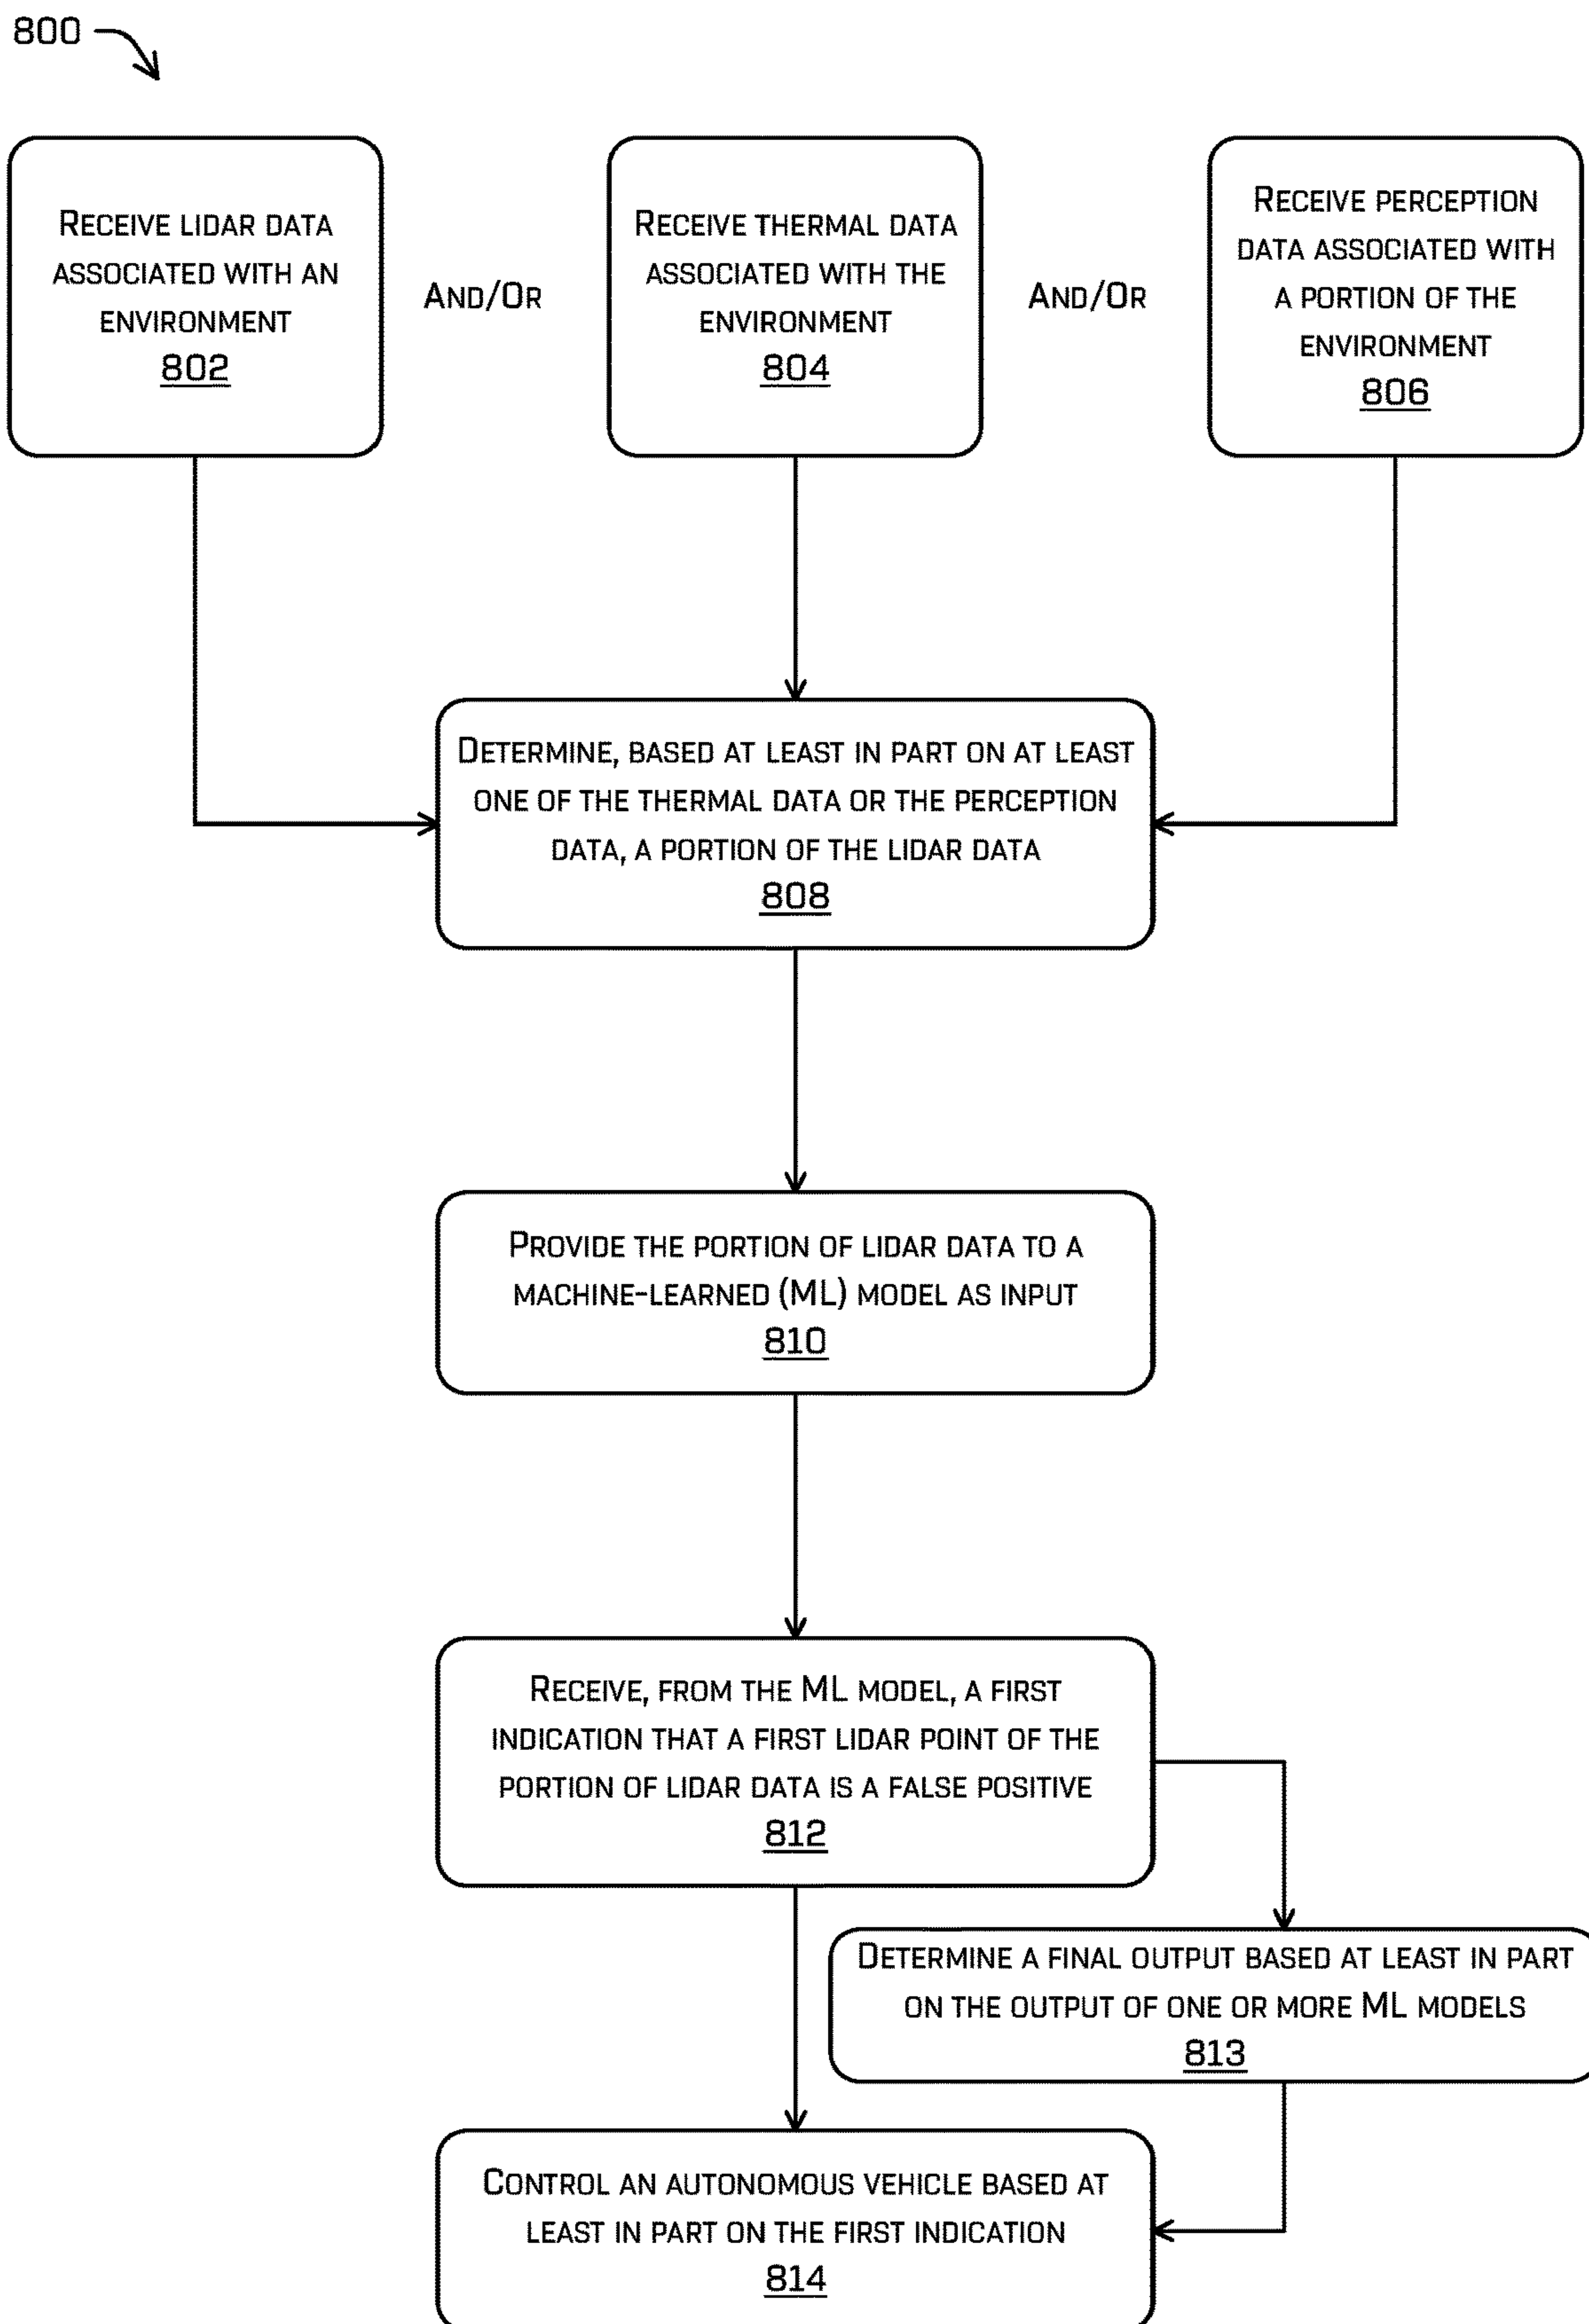 800
RECEIVE LIDAR DATA
ASSOCIATED WITH AN
ENVIRONMENT
802
AND/OR
RECEIVE THERMAL DATA
ASSOCIATED WITH THE
ENVIRONMENT
804
AND/OR
RECEIVE PERCEPTION
DATA ASSOCIATED WITH
A PORTION OF THE
ENVIRONMENT
806
DETERMINE, BASED AT LEAST IN PART ON AT LEAST
ONE OF THE THERMAL DATA OR THE PERCEPTION
DATA, A PORTION OF THE LIDAR DATA
808
PROVIDE THE PORTION OF LIDAR DATA TO A
MACHINE-LEARNED (ML) MODEL AS INPUT
810
RECEIVE, FROM THE ML MODEL, A FIRST
INDICATION THAT A FIRST LIDAR POINT OF THE
PORTION OF LIDAR DATA IS A FALSE POSITIVE
812
DETERMINE A FINAL OUTPUT BASED AT LEAST IN PART
ON THE OUTPUT OF ONE OR MORE ML MODELS
813
CONTROL AN AUTONOMOUS VEHICLE BASED AT
LEAST IN PART ON THE FIRST INDICATION
814